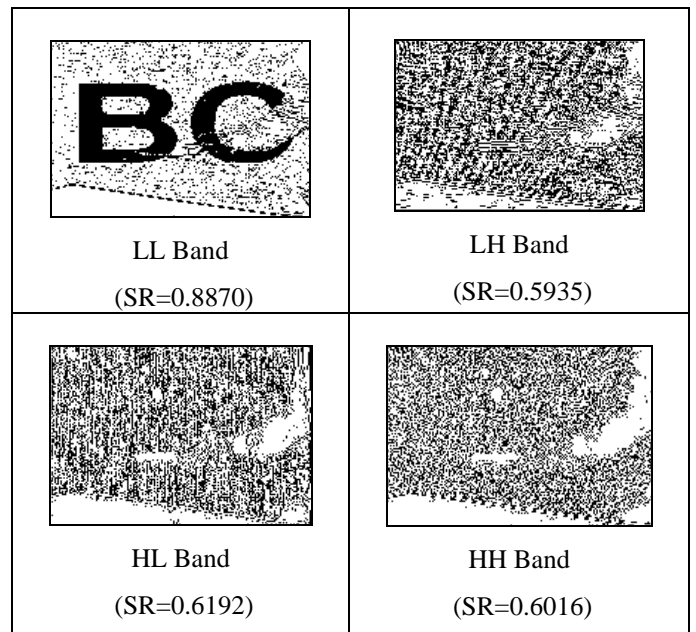 BC
LL Band
(SR=0.8870)
LH Band
(SR=0.5935)
HL Band
(SR=0.6192)
HH Band
(SR=0.6016)